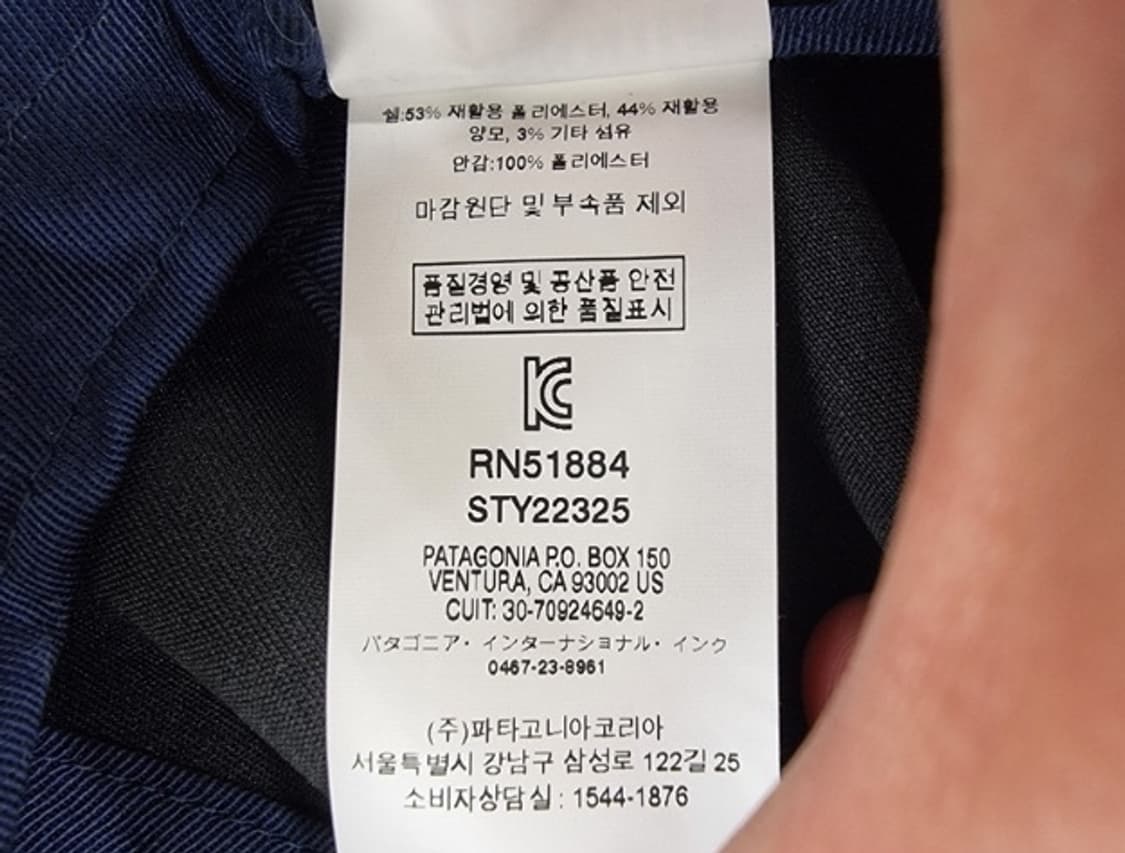 쉘:53% 재활용 폴리에스터, 44% 재활용
양모, 3% 기타 섬유
안감:100% 폴리에스터
마감원단 및 부속품 제외
품질경영 및 공산품 안전
관리법에 의한 품질표시
KC
RN51884
STY22325
PATAGONIA P.O. BOX 150
VENTURA, CA 93002 US
CUIT: 30-70924649-2
パタゴニア・インターナショナル・インク
0467-23-8961
(주)파타고니아코리아
서울특별시 강남구 삼성로 122길 25
소비자상담실 : 1544-1876